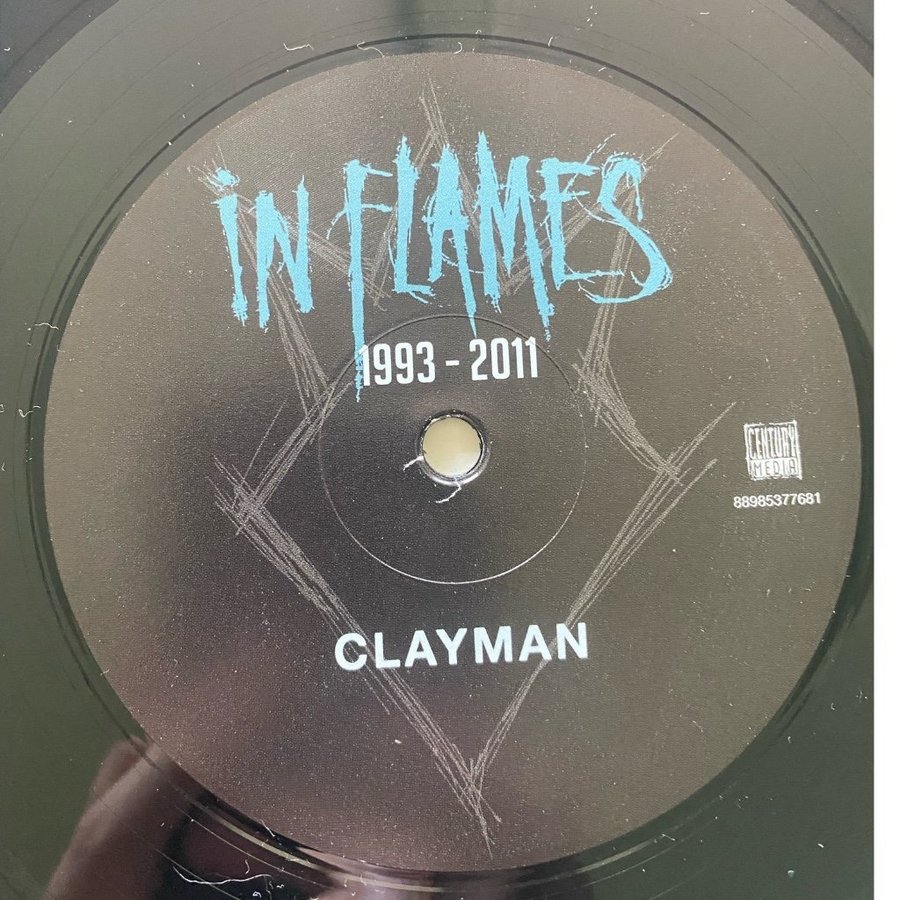 iN FLAMES
1993 - 2011
CENTURY
MEDIA
88985377681
CLAYMAN